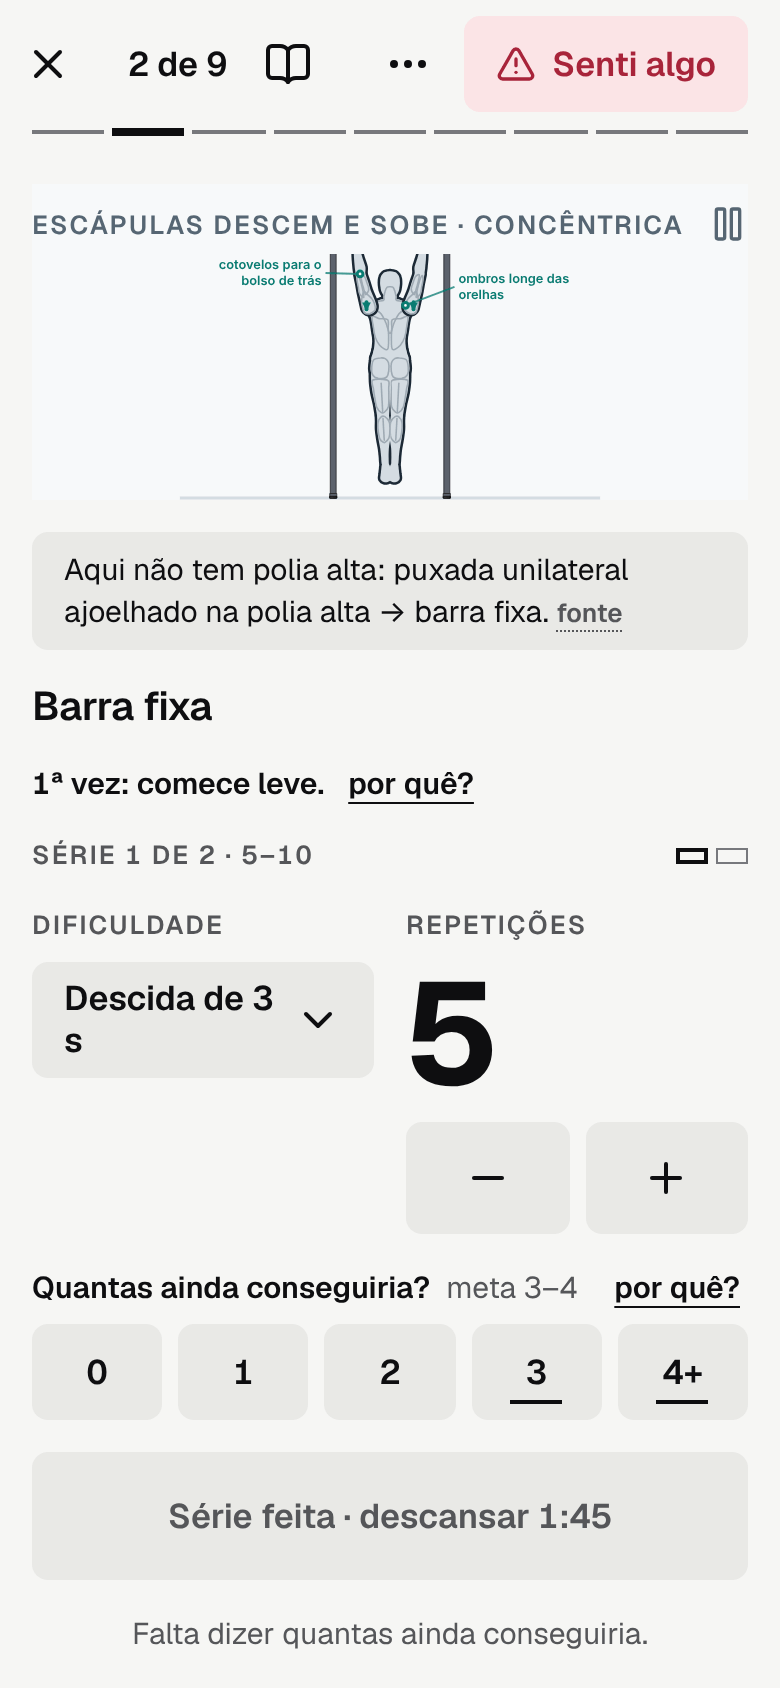 2 de 9
Senti algo
ESCÁPULAS DESCEM E SOBE · CONCÊNTRICA
cotovelos para o
bolso de trás
ombros longe das
orelhas
Aqui não tem polia alta: puxada unilateral
ajoelhado na polia alta → barra fixa. fonte
Barra fixa
1ª vez: comece leve. por quê?
SÉRIE 1 DE 2 · 5–10
DIFICULDADE
REPETIÇÕES
Descida de 3
s
5
Quantas ainda conseguiria? meta 3–4 por quê?
0 1 2 3 4+
Série feita · descansar 1:45
Falta dizer quantas ainda conseguiria.